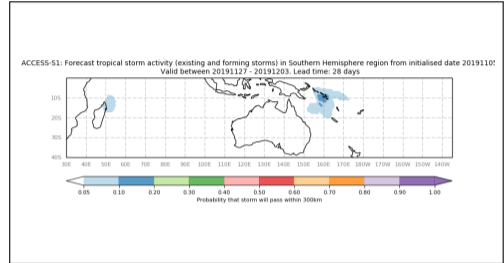 ACCESS-S1: Forecast tropical storm activity (existing and forming storms) in Southern Hemisphere region from initialised date 20191105
Valid between 20191127 - 20191203. Lead time: 28 days
10S
20S
30S
40S
30E 40E 50E 60E 70E 80E 90E 100E 110E 120E 130E 140E 150E 160E 170E 180W 170W 160W 150W 140W
0.05 0.10 0.20 0.30 0.40 0.50 0.60 0.70 0.80 0.90 1.00
Probability that storm will pass within 300km